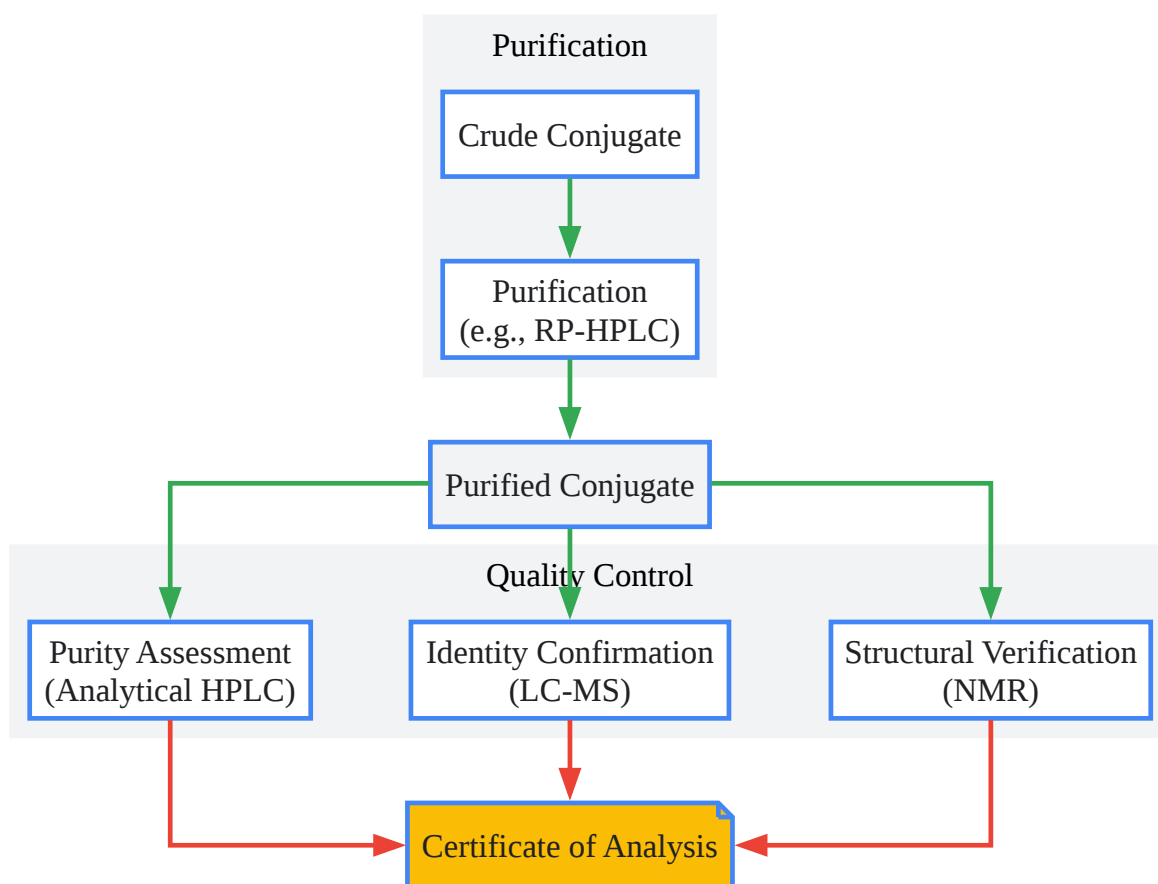 Purification
Crude Conjugate
Purification
(e.g., RP-HPLC)
Purified Conjugate
Quality Control
Purity Assessment
(Analytical HPLC)
Identity Confirmation
(LC-MS)
Structural Verification
(NMR)
Certificate of Analysis